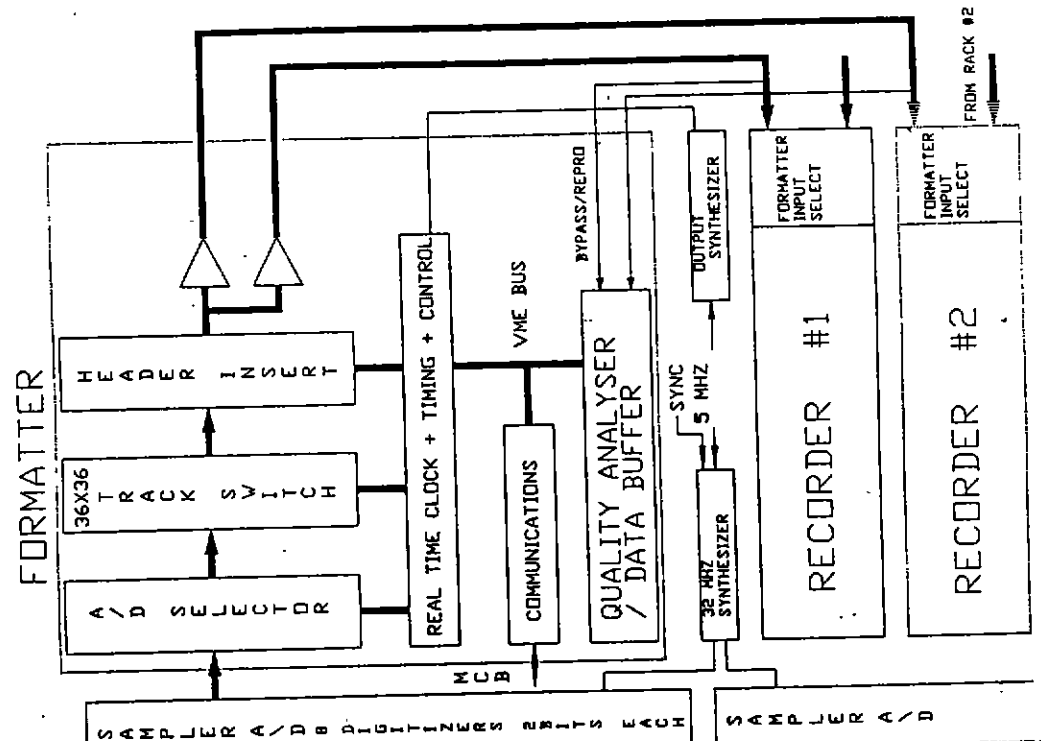 FORMATTER
HEADER INSERT
36X36
TRACK SWITCH
A/D SELECTOR
REAL TIME CLOCK + TIMING + CONTROL
VME BUS
COMMUNICATIONS
MCB
BYPASS/REPRO
QUALITY ANALYSER
/ DATA BUFFER
OUTPUT
SYNTHESIZER
SYNC
5 MHZ
32 MHZ
SYNTHESIZER
FORMATTER
INPUT
SELECT
RECORDER #1
FROM RACK #2
FORMATTER
INPUT
SELECT
RECORDER #2
SAMPLER A/D 8 DIGITIZERS 2BITS EACH
SAMPLER A/D